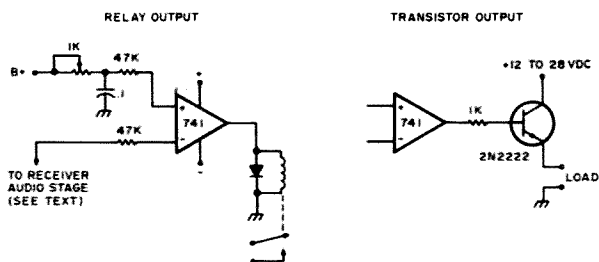 RELAY OUTPUT
1K
47K
B+
.1
+
+
741
-
-
47K
TO RECEIVER
AUDIO STAGE
(SEE TEXT)
TRANSISTOR OUTPUT
+12 TO 28 VDC
+
741
-
1K
2N2222
LOAD